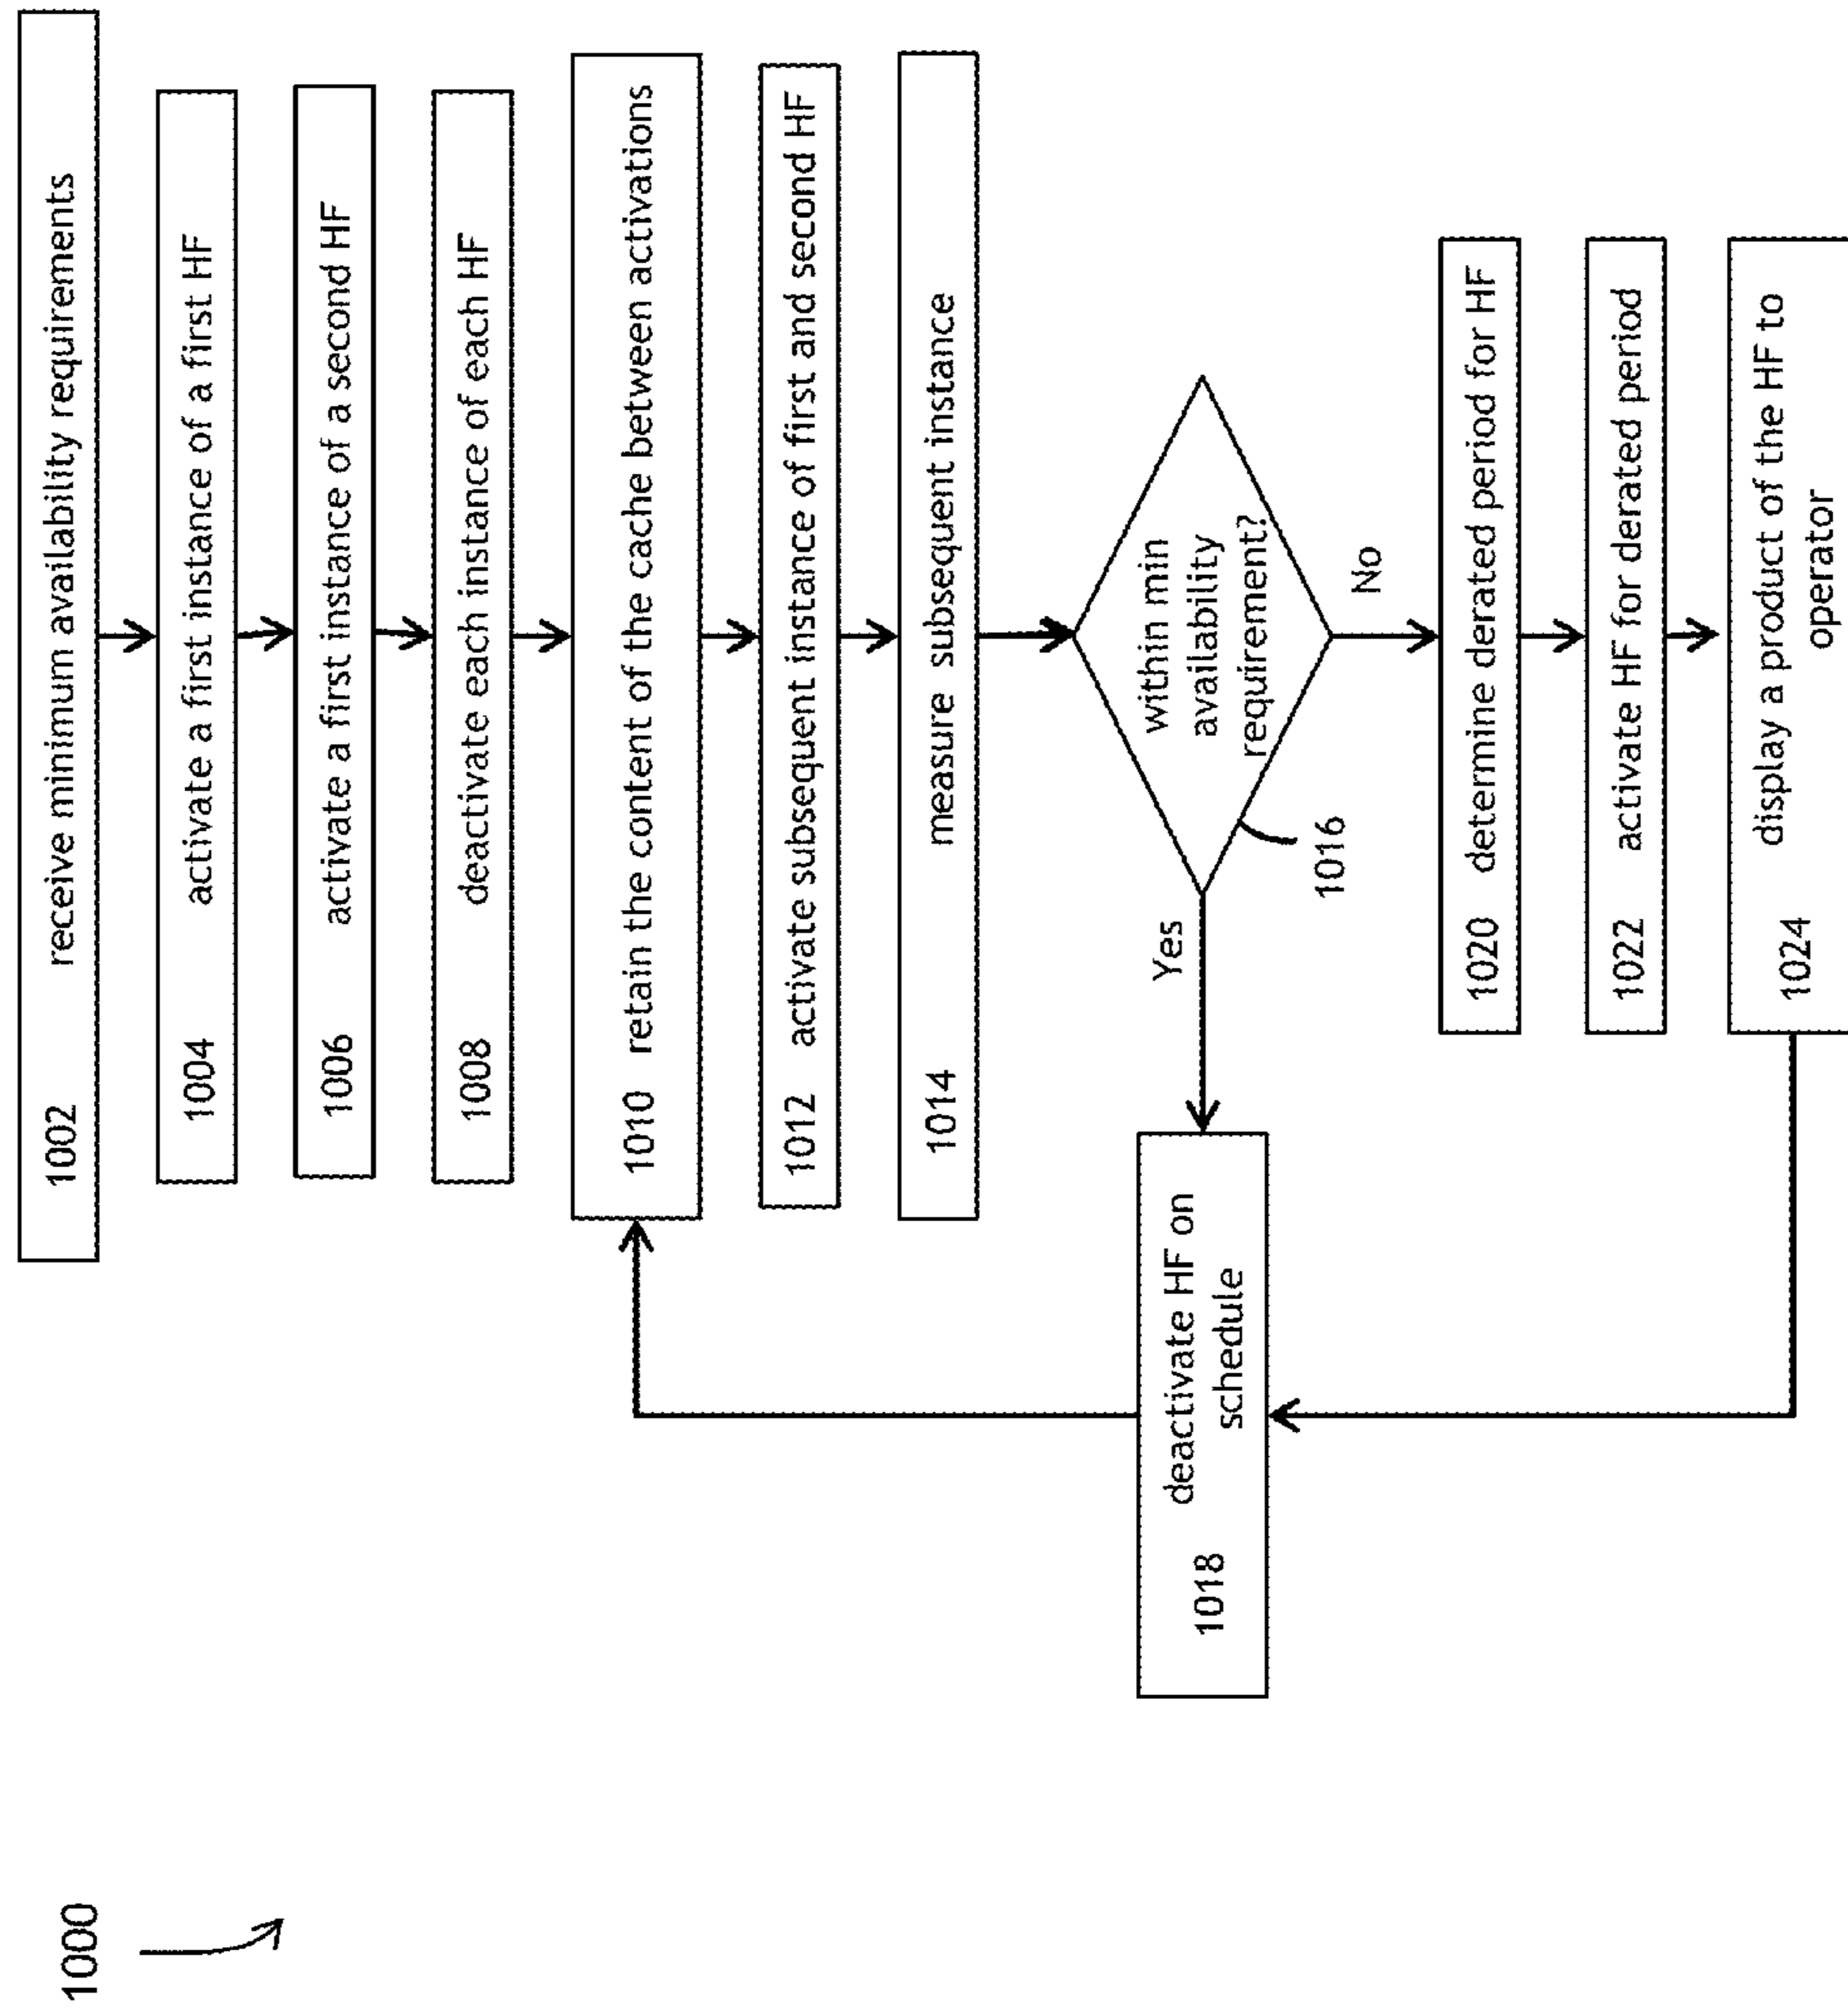 1000
1002 receive minimum availability requirements
1004 activate a first instance of a first HF
1006 activate a first instance of a second HF
1008 deactivate each instance of each HF
1010 retain the content of the cache between activations
1012 activate subsequent instance of first and second HF
1014 measure subsequent instance
within min
availability
requirement?
1016
Yes
No
1018 deactivate HF on
schedule
1020 determine derated period for HF
1022 activate HF for derated period
1024 display a product of the HF to
operator